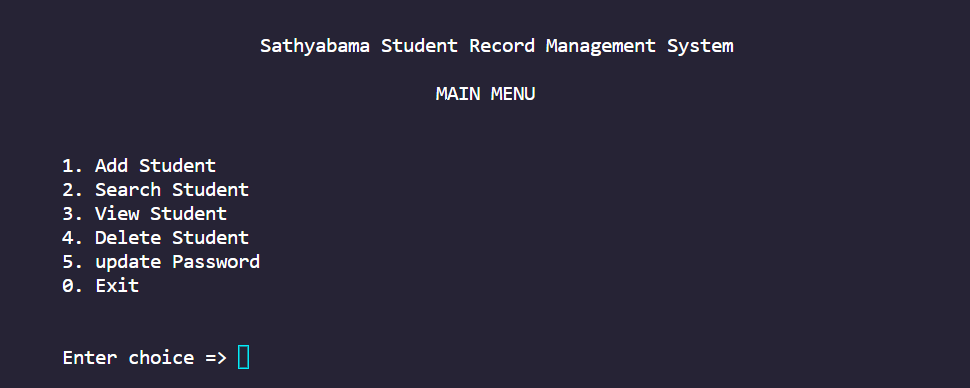 Sathyabama Student Record Management System
MAIN MENU
1. Add Student
2. Search Student
3. View Student
4. Delete Student
5. update Password
0. Exit
Enter choice =>